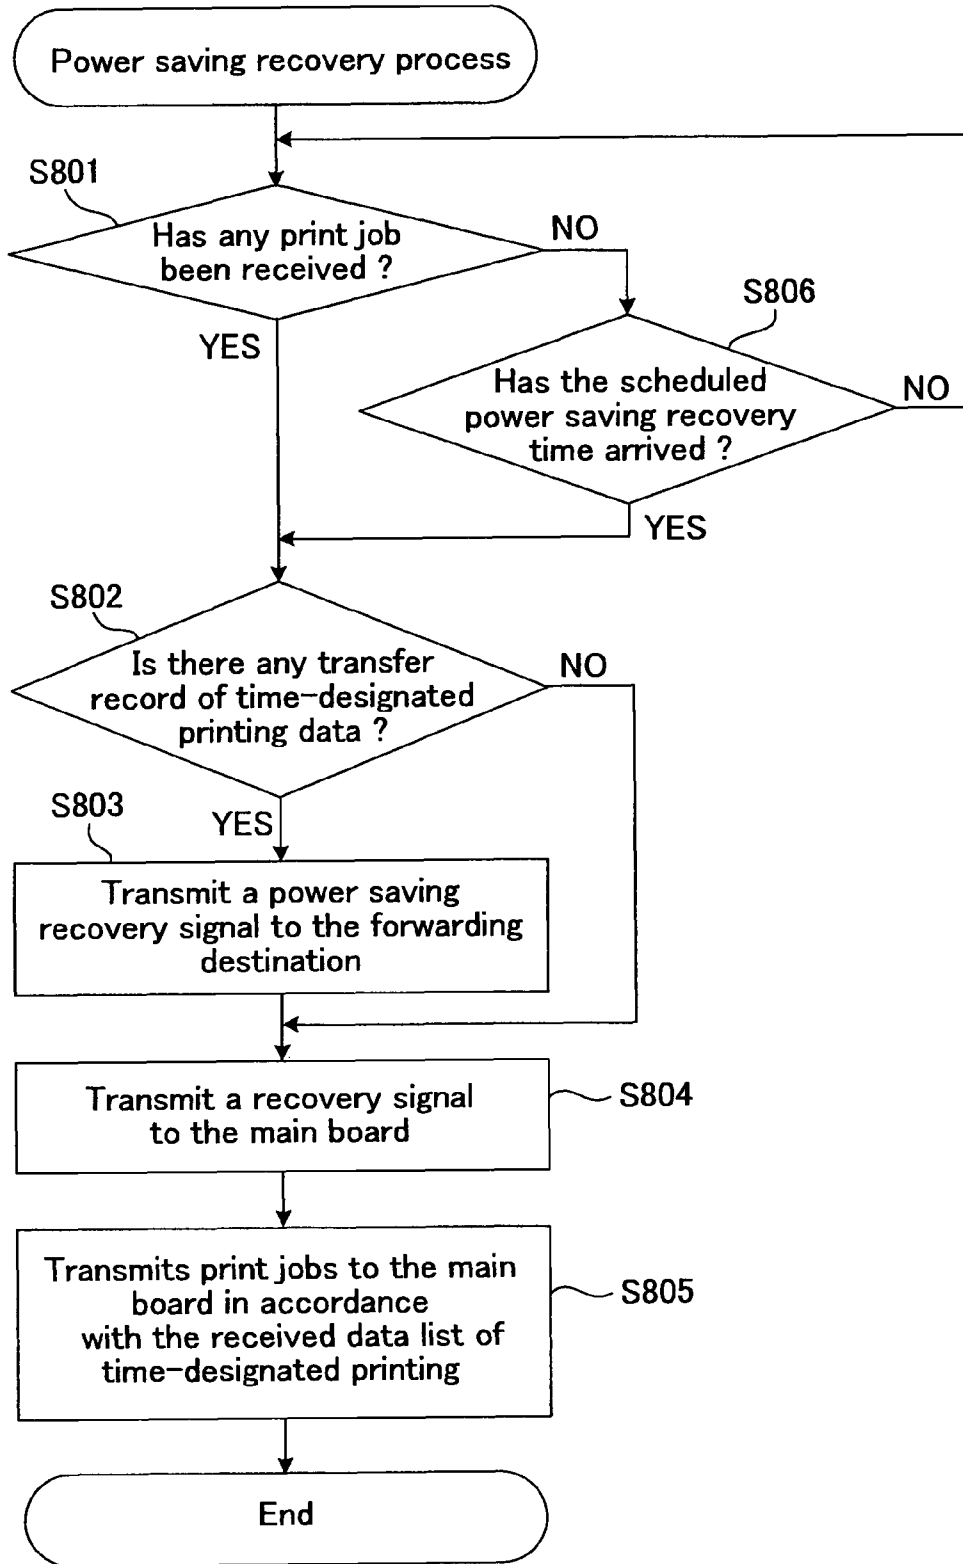 Power saving recovery process
S801
Has any print job
been received ?
NO
YES
S806
Has the scheduled
power saving recovery
time arrived ?
NO
YES
S802
Is there any transfer
record of time-designated
printing data ?
NO
YES
S803
Transmit a power saving
recovery signal to the forwarding
destination
Transmit a recovery signal
to the main board
S804
Transmits print jobs to the main
board in accordance
with the received data list of
time-designated printing
S805
End